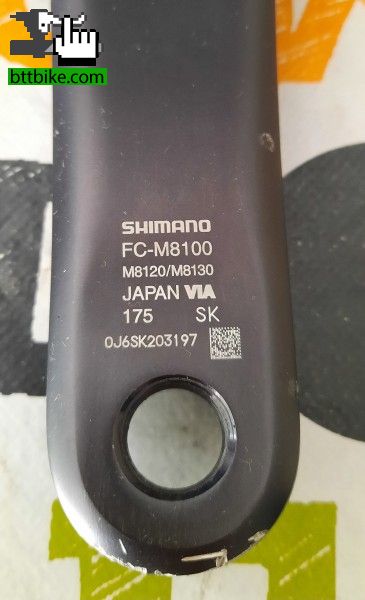 bttbike.com
SHIMANO
FC-M8100
M8120/M8130
JAPAN VIA
175 SK
0J6SK203197